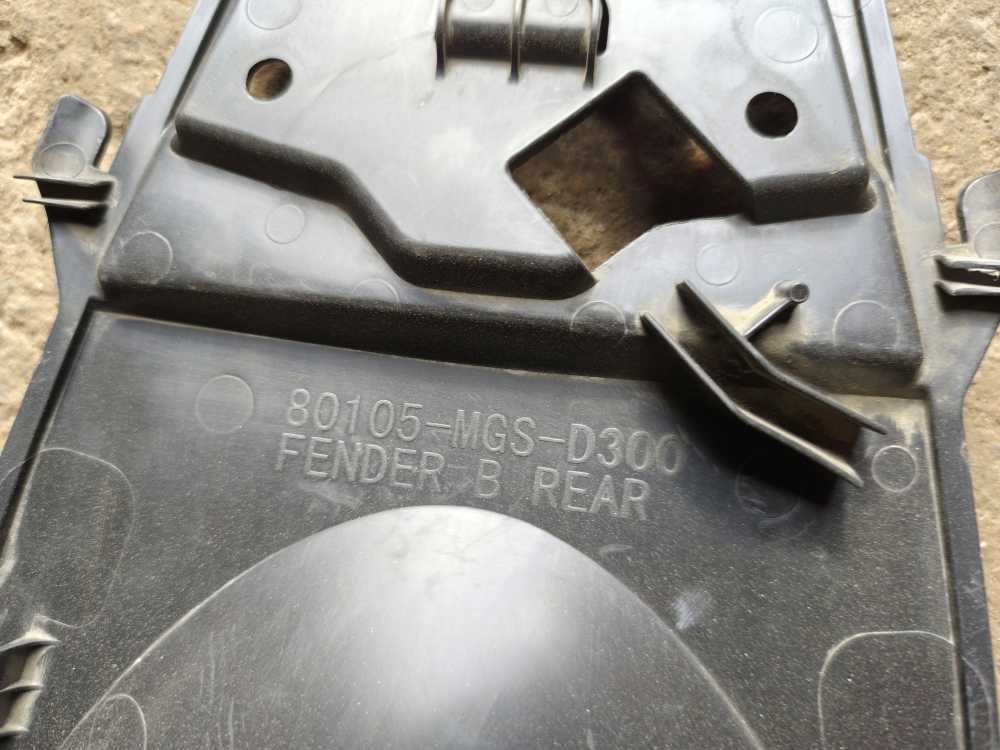 80105-MGS-D300
FENDER B REAR